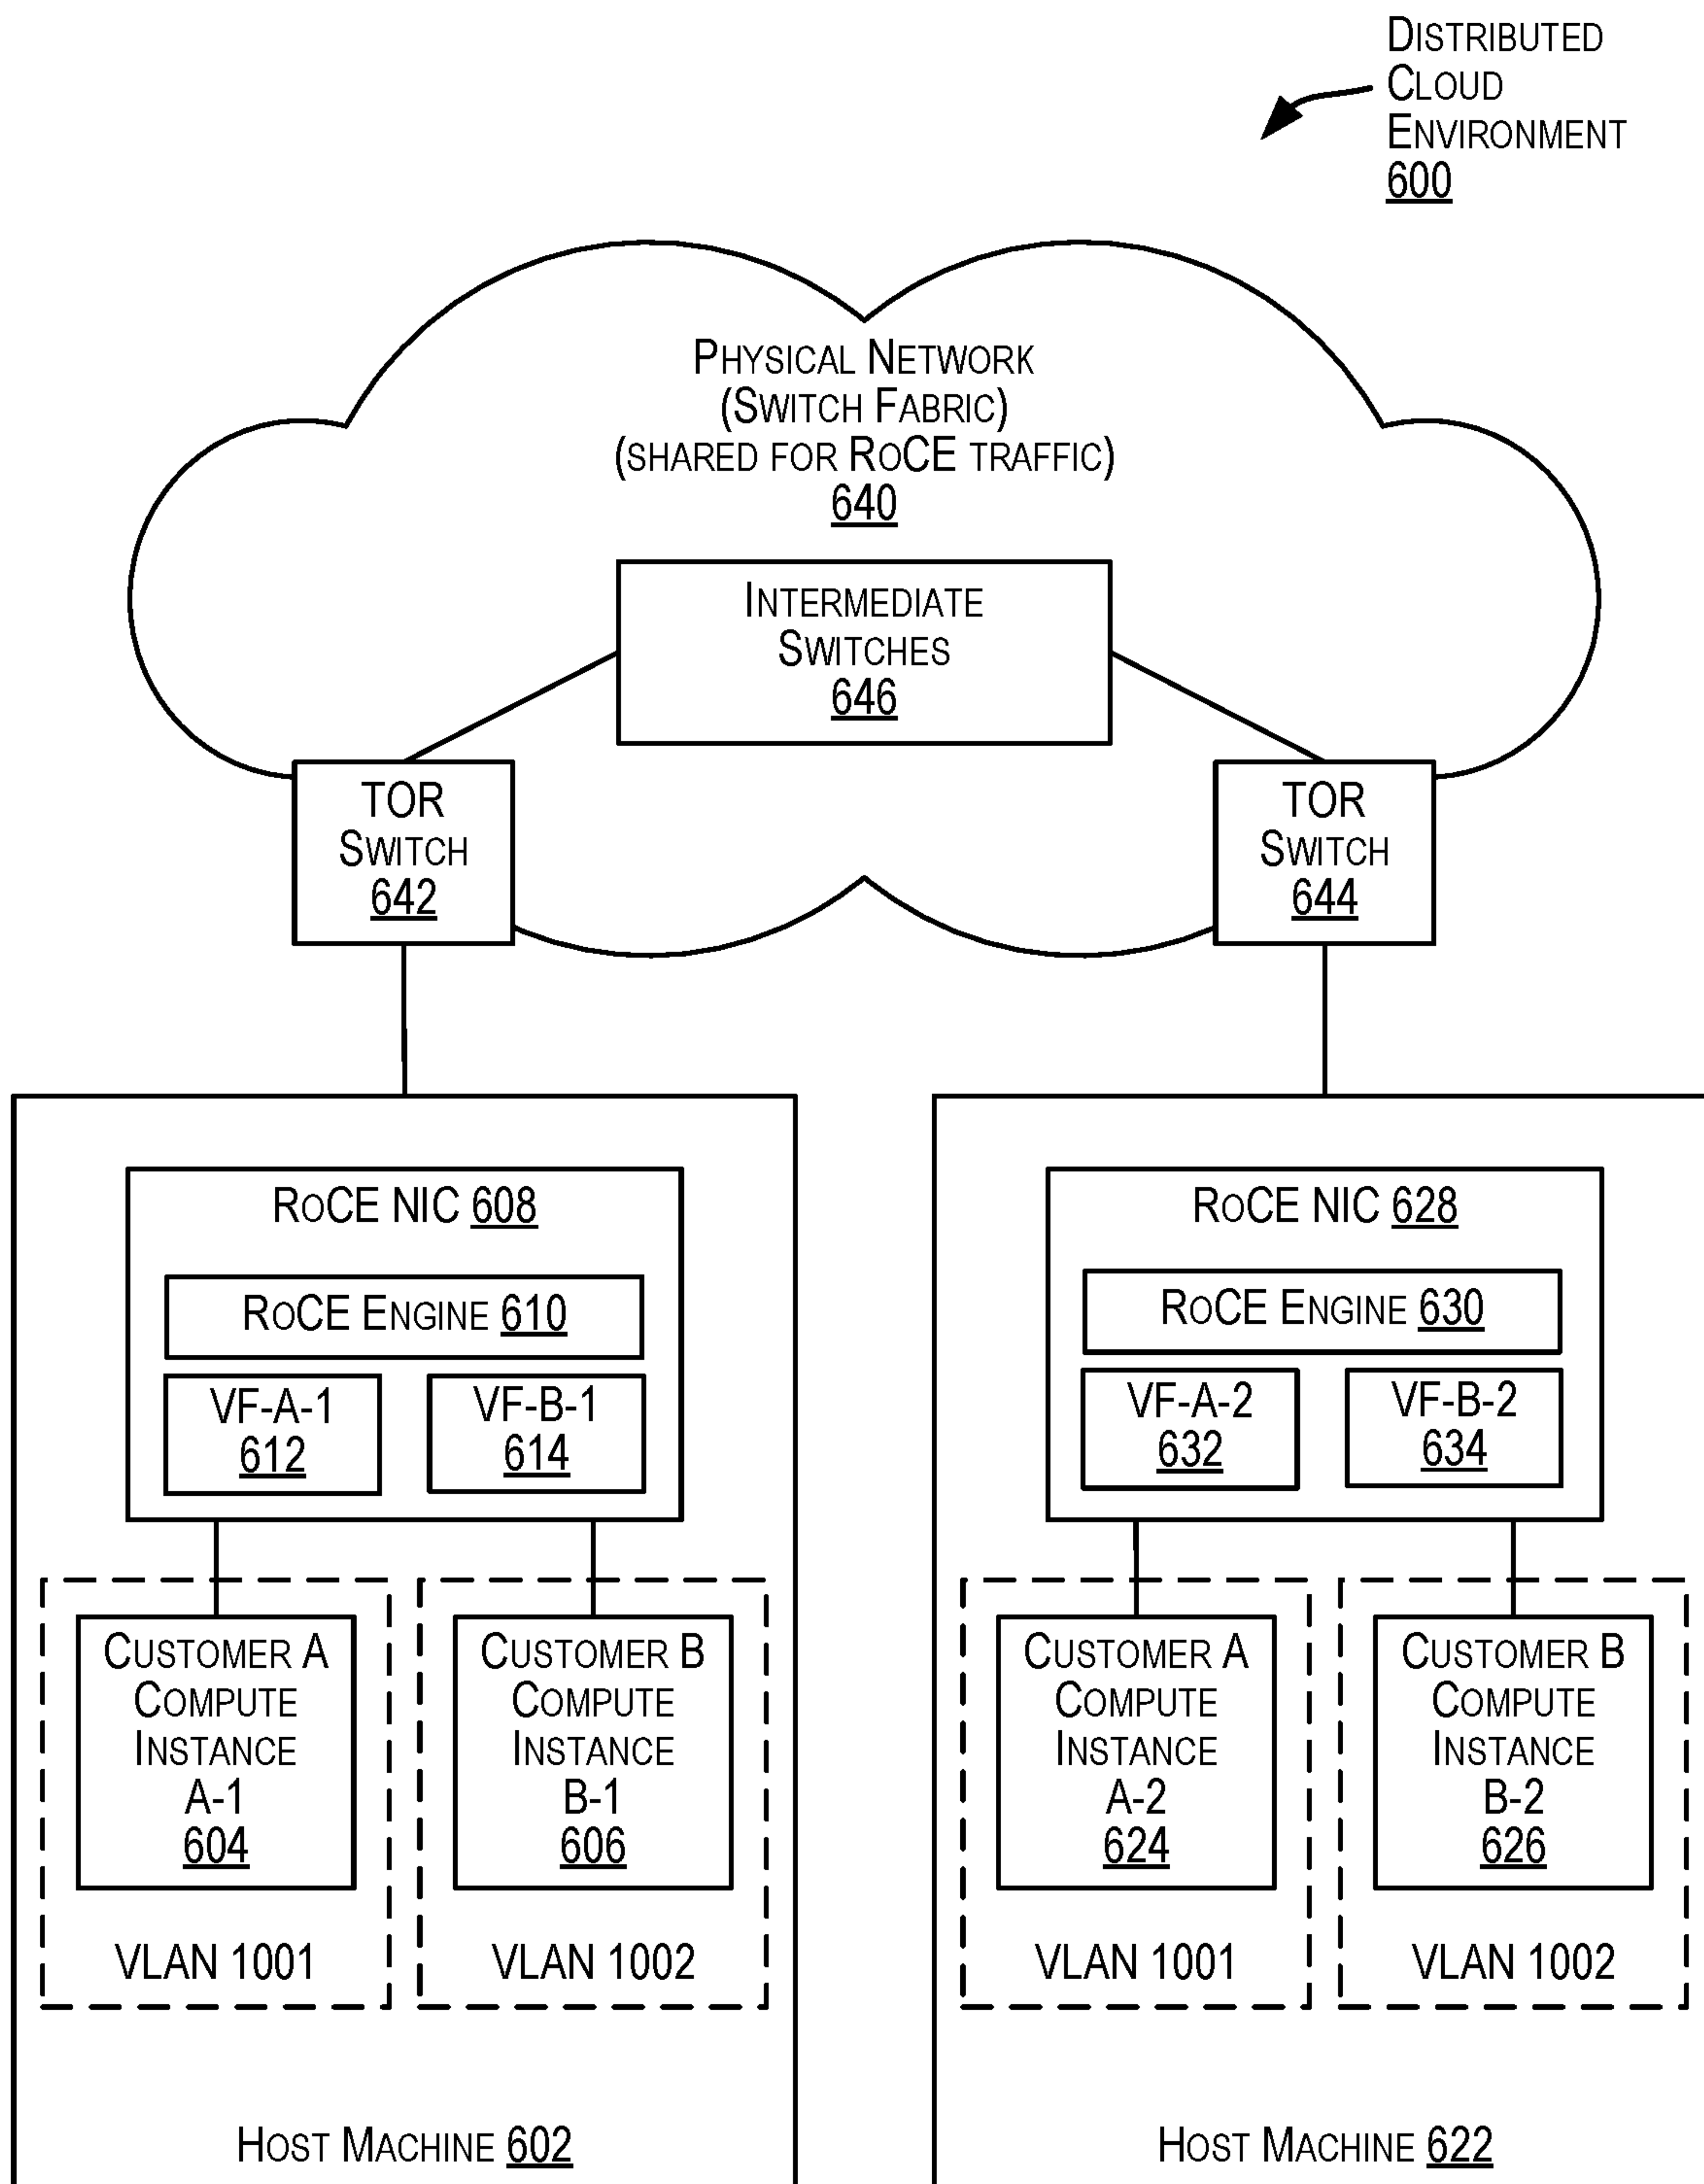 Distributed
Cloud
Environment
600
Physical Network
(Switch Fabric)
(shared for RoCE traffic)
640
Intermediate
Switches
646
TOR
Switch
642
TOR
Switch
644
RoCE NIC 608
RoCE Engine 610
VF-A-1
612
VF-B-1
614
Customer A
Compute
Instance
A-1
604
VLAN 1001
Customer B
Compute
Instance
B-1
606
VLAN 1002
Host Machine 602
RoCE NIC 628
RoCE Engine 630
VF-A-2
632
VF-B-2
634
Customer A
Compute
Instance
A-2
624
VLAN 1001
Customer B
Compute
Instance
B-2
626
VLAN 1002
Host Machine 622